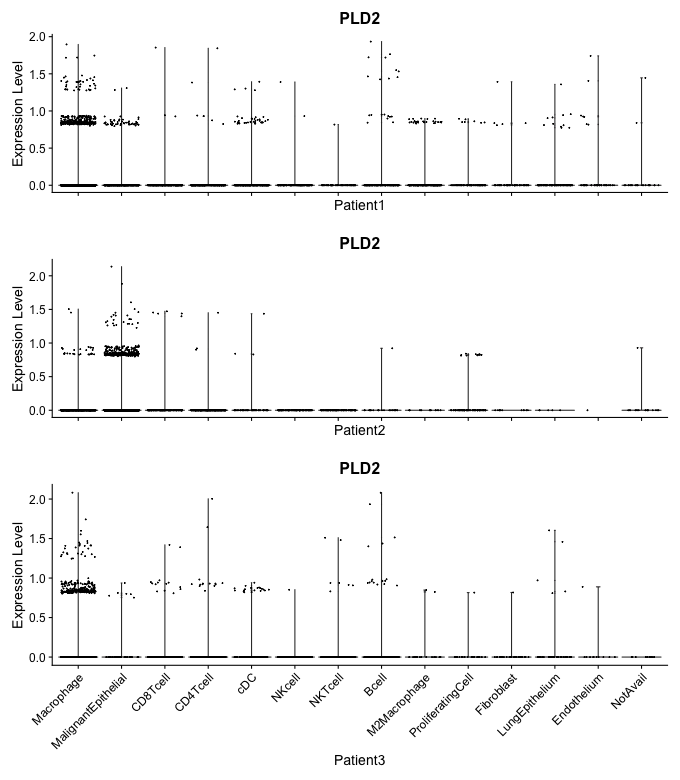 PLD2
2.0
1.5
1.0
0.5
0.0
Expression Level
Patient1
PLD2
2.0
1.5
1.0
0.5
0.0
Expression Level
Patient2
PLD2
2.0
1.5
1.0
0.5
0.0
Expression Level
Macrophage
MalignantEpithelial
CD8Tcell
CD4Tcell
cDC
NKcell
NKTcell
Bcell
M2Macrophage
ProliferatingCell
Fibroblast
LungEpithelium
Endothelium
NotAvail
Patient3